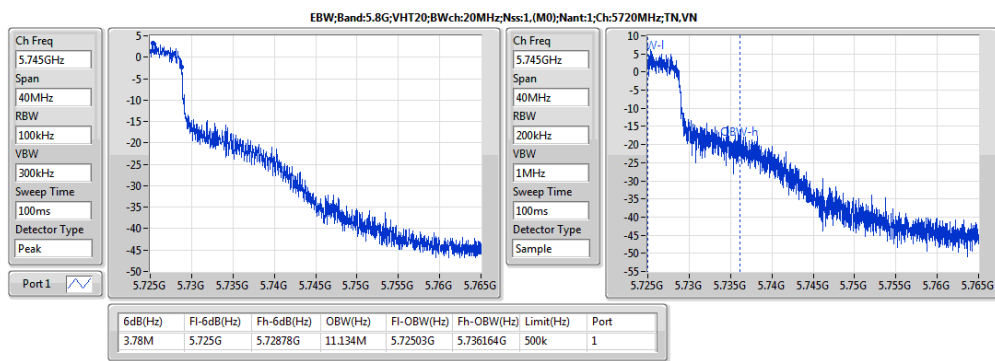 EBW;Band:5.8G;VHT20;BWch:20MHz;Nss:1,(M0);Nant:1;Ch:5720MHz;TN,VN
Ch Freq
5.745GHz
Span
40MHz
RBW
100kHz
VBW
300kHz
Sweep Time
100ms
Detector Type
Peak
Port 1
5
0
-5
-10
-15
-20
-25
-30
-35
-40
-45
-50
5.725G 5.73G 5.735G 5.74G 5.745G 5.75G 5.755G 5.76G 5.765G
Ch Freq
5.745GHz
Span
40MHz
RBW
200kHz
VBW
1MHz
Sweep Time
100ms
Detector Type
Sample
10
5
0
-5
-10
-15
-20
-25
-30
-35
-40
-45
-50
-55
W-l
OBW-h
5.725G 5.73G 5.735G 5.74G 5.745G 5.75G 5.755G 5.76G 5.765G
6dB(Hz) Fl-6dB(Hz) Fh-6dB(Hz) OBW(Hz) Fl-OBW(Hz) Fh-OBW(Hz) Limit(Hz) Port
3.78M 5.725G 5.72878G 11.134M 5.72503G 5.736164G 500k 1